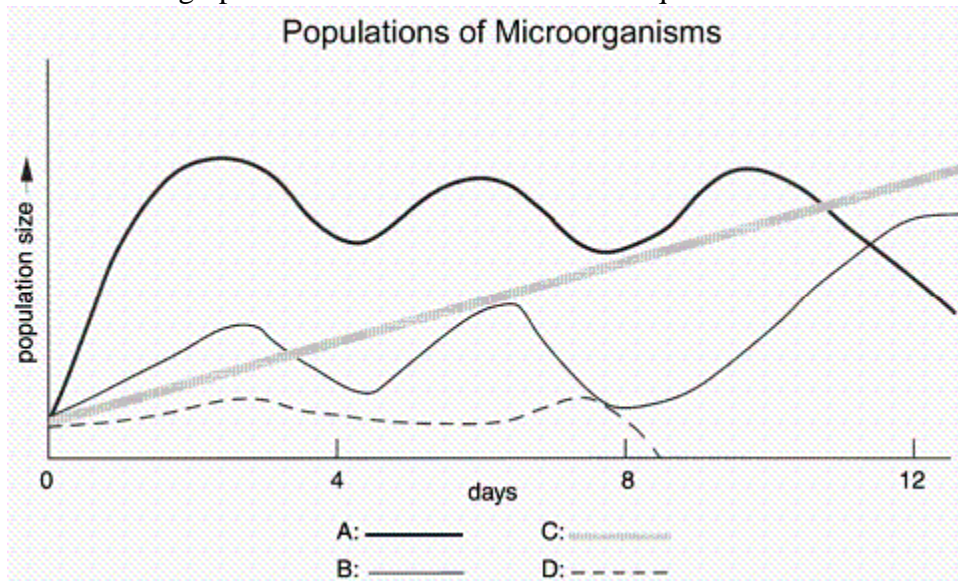 Populations of Microorganisms
population size
0 4 8 12
days
A: C:
B: D: